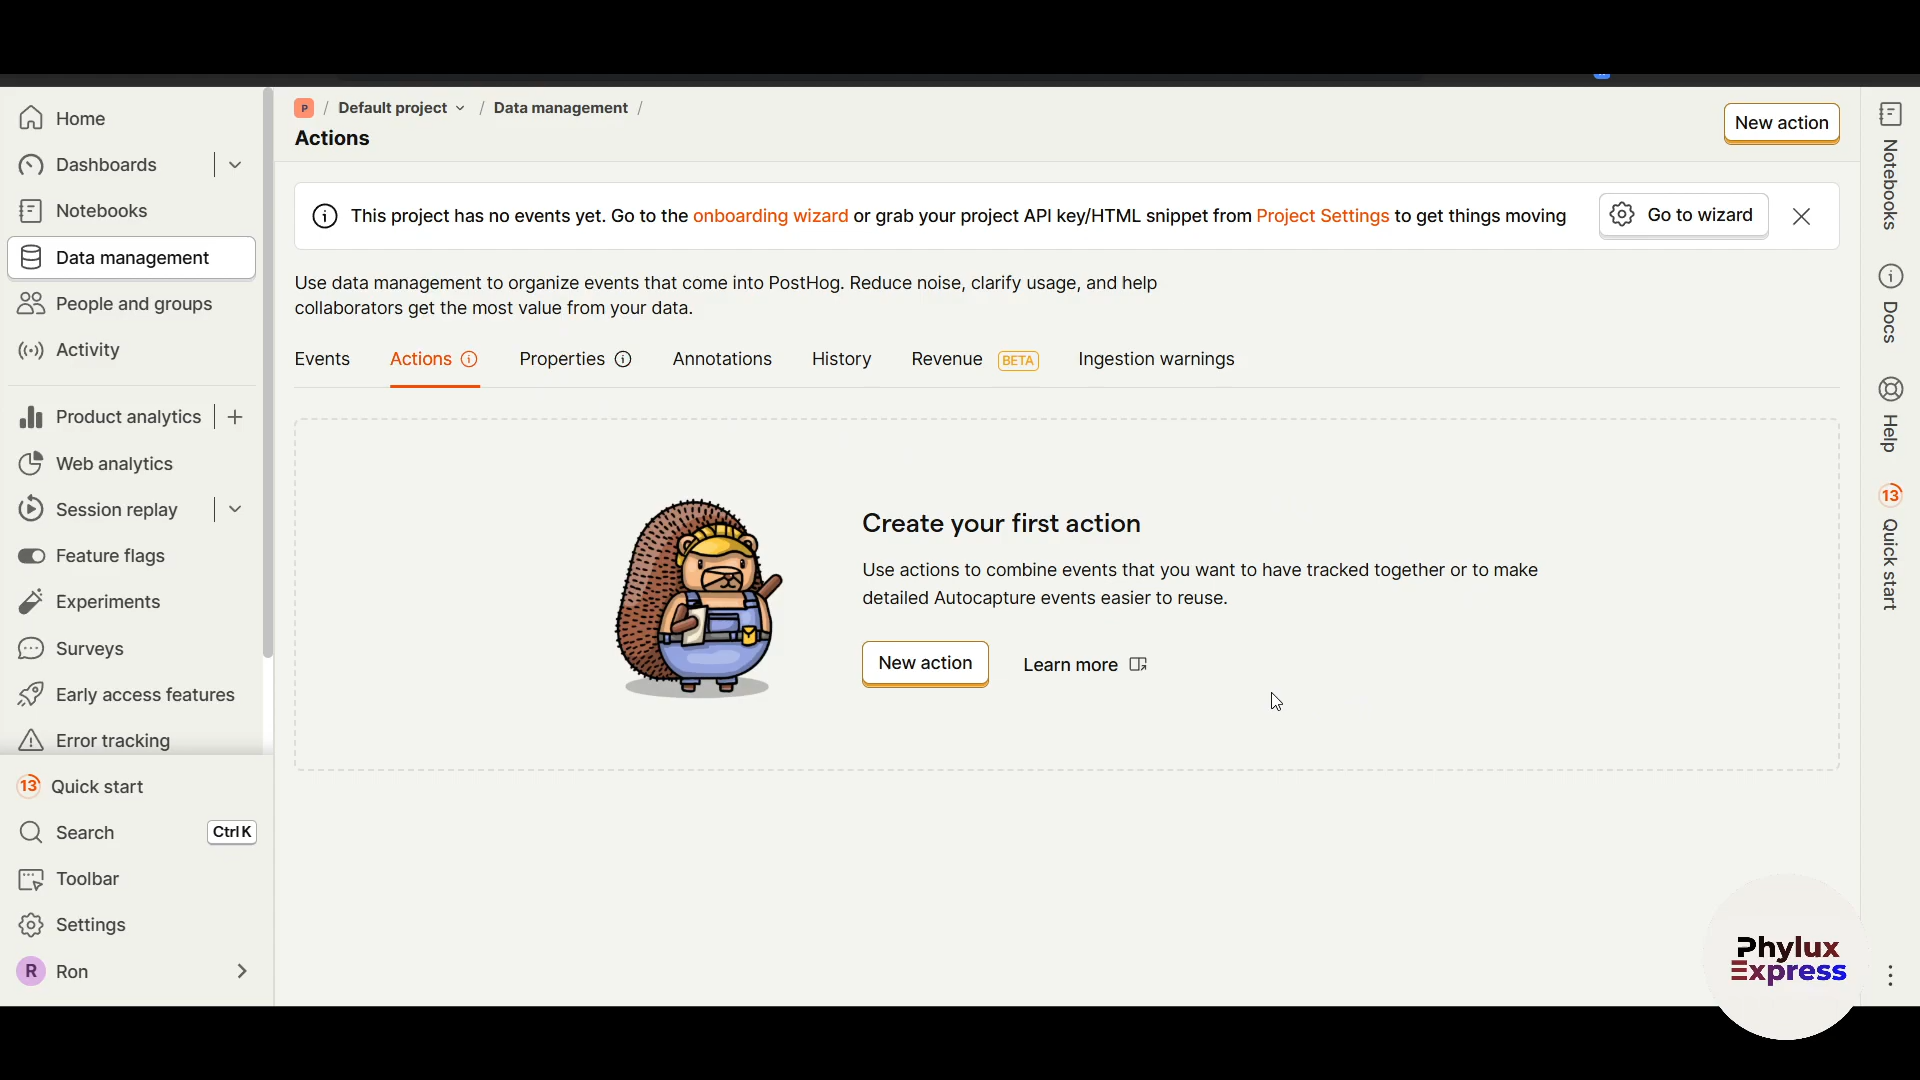 Home
Dashboards
Notebooks
Data management
People and groups
Activity
Product analytics
Web analytics
Session replay
Feature flags
Experiments
Surveys
Early access features
Error tracking
13 Quick start
Search Ctrl K
Toolbar
Settings
R Ron
P / Default project / Data management /
Actions
New action
This project has no events yet. Go to the onboarding wizard or grab your project API key/HTML snippet from Project Settings to get things moving
Go to wizard
Use data management to organize events that come into PostHog. Reduce noise, clarify usage, and help
collaborators get the most value from your data.
Events Actions Properties Annotations History Revenue BETA Ingestion warnings
Create your first action
Use actions to combine events that you want to have tracked together or to make
detailed Autocapture events easier to reuse.
New action Learn more
Notebooks
Docs
Help
13 Quick start
Phylux
Express